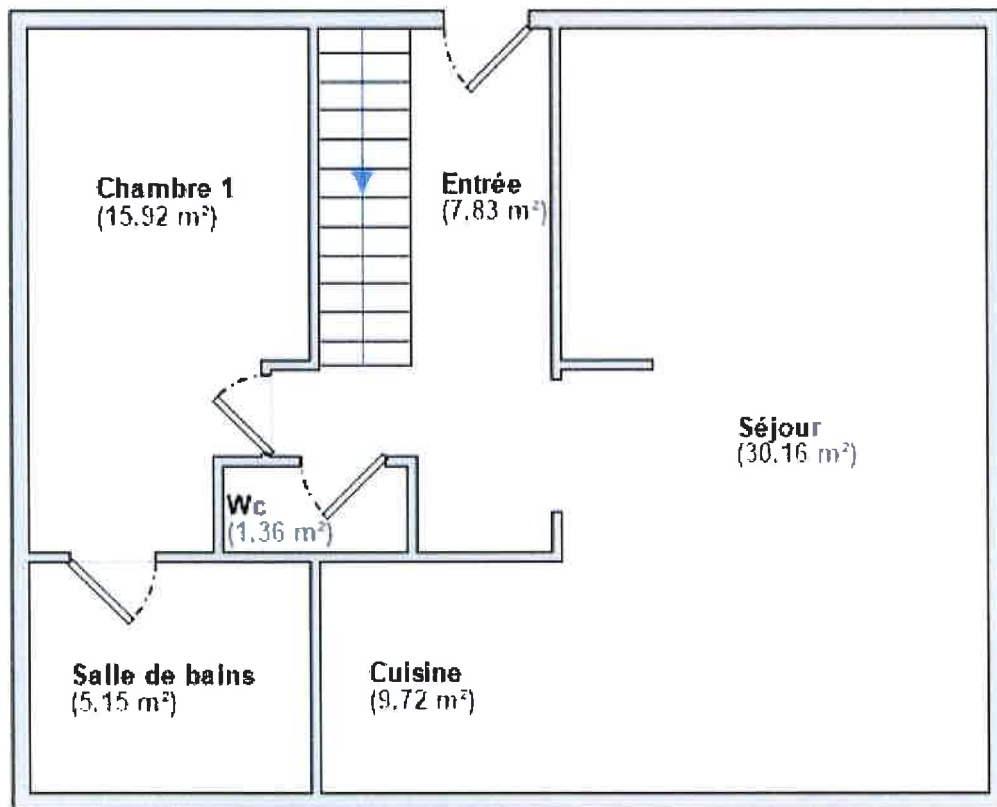 Chambre 1
(15.92 m²)
Entrée
(7.83 m²)
Séjour
(30.16 m²)
Wc
(1.36 m²)
Salle de bains
(5.15 m²)
Cuisine
(9.72 m²)